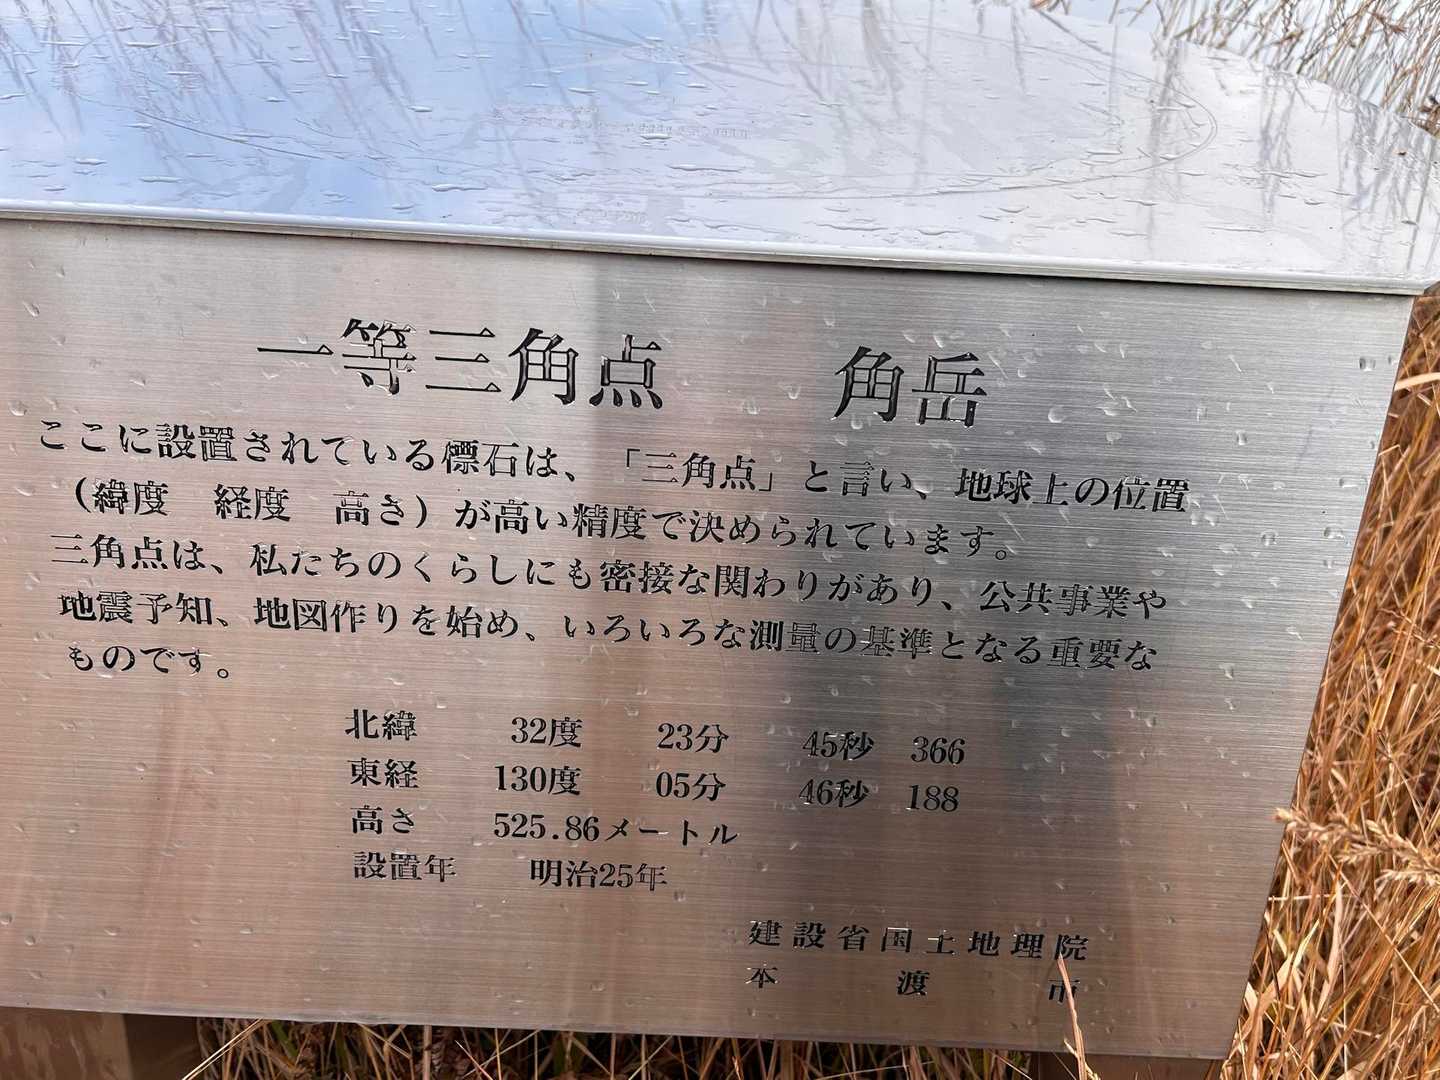 一等三角点　角岳
ここに設置されている標石は、「三角点」と言い、地球上の位置
（緯度　経度　高さ）が高い精度で決められています。
三角点は、私たちのくらしにも密接な関わりがあり、公共事業や
地震予知、地図作りを始め、いろいろな測量の基準となる重要な
ものです。
北緯　32度　23分　45秒　366
東経　130度　05分　46秒　188
高さ　525.86メートル
設置年　明治25年
建設省国土地理院
本渡市